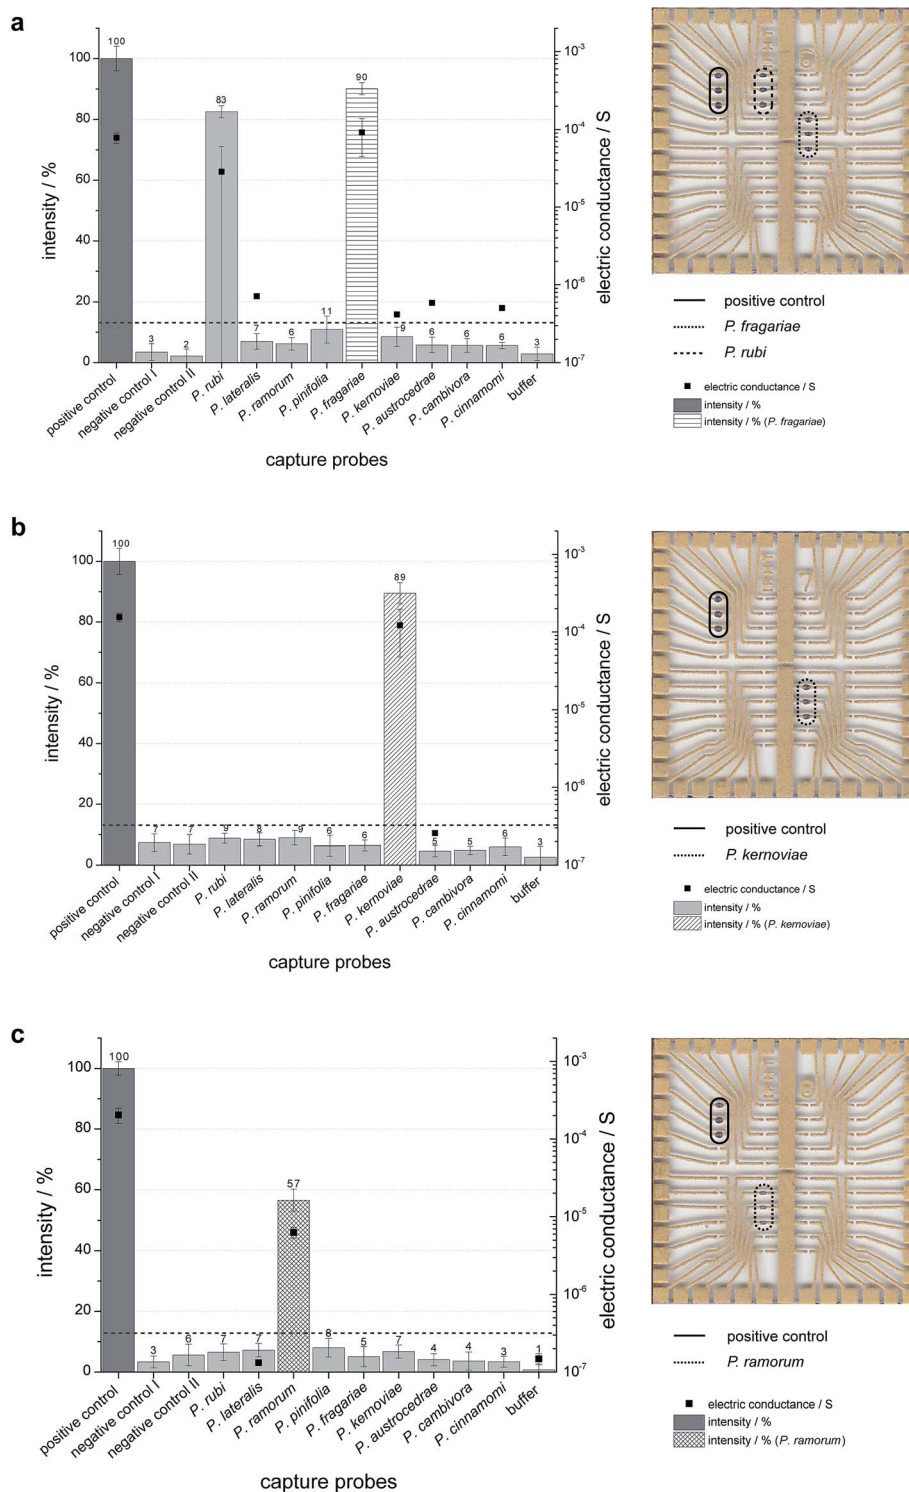 a
100
80
60
40
20
0
intensity / %
100
3
2
83
7
6
11
90
9
6
6
6
3
10⁻³
10⁻⁴
10⁻⁵
10⁻⁶
10⁻⁷
electric conductance / S
positive control
negative control I
negative control II
P. rubi
P. lateralis
P. ramorum
P. pinifolia
P. fragariae
P. kernoviae
P. austrocedrae
P. cambivora
P. cinnamomi
buffer
capture probes
IPHT
6
positive control
P. fragariae
P. rubi
electric conductance / S
intensity / %
intensity / % (P. fragariae)
b
100
80
60
40
20
0
intensity / %
100
7
7
9
8
9
6
6
89
5
5
6
3
10⁻³
10⁻⁴
10⁻⁵
10⁻⁶
10⁻⁷
electric conductance / S
positive control
negative control I
negative control II
P. rubi
P. lateralis
P. ramorum
P. pinifolia
P. fragariae
P. kernoviae
P. austrocedrae
P. cambivora
P. cinnamomi
buffer
capture probes
IPHT
7
positive control
P. kernoviae
electric conductance / S
intensity / %
intensity / % (P. kernoviae)
c
100
80
60
40
20
0
intensity / %
100
3
6
7
7
57
8
5
7
4
4
3
1
10⁻³
10⁻⁴
10⁻⁵
10⁻⁶
10⁻⁷
electric conductance / S
positive control
negative control I
negative control II
P. rubi
P. lateralis
P. ramorum
P. pinifolia
P. fragariae
P. kernoviae
P. austrocedrae
P. cambivora
P. cinnamomi
buffer
capture probes
IPHT
8
positive control
P. ramorum
electric conductance / S
intensity / %
intensity / % (P. ramorum)